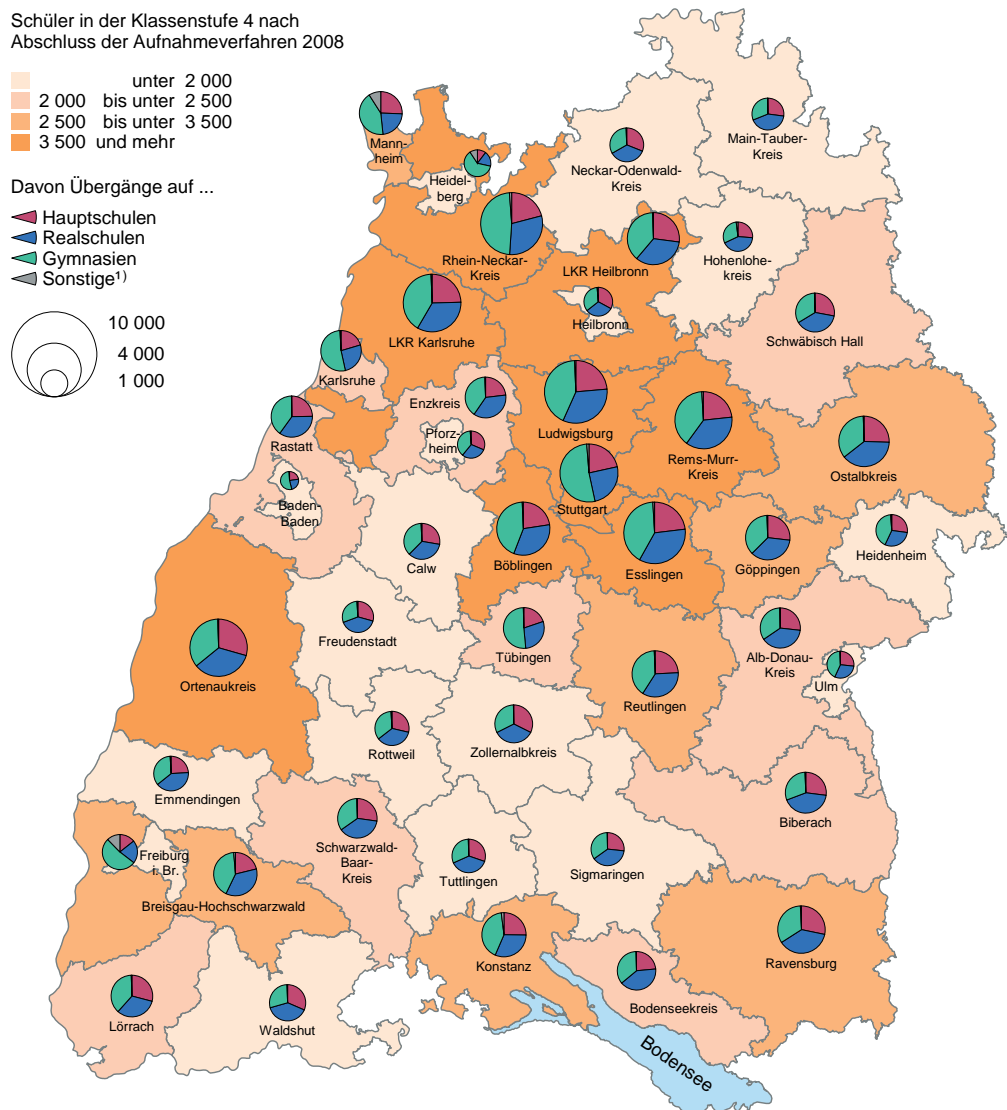 Schüler in der Klassenstufe 4 nach
Abschluss der Aufnahmeverfahren 2008
unter 2 000
2 000 bis unter 2 500
2 500 bis unter 3 500
3 500 und mehr
Davon Übergänge auf ...
Hauptschulen
Realschulen
Gymnasien
Sonstige¹⁾
10 000
4 000
1 000
Mann-
heim
Heidel-
berg
Neckar-Odenwald-
Kreis
Main-Tauber-
Kreis
Rhein-Neckar-
Kreis
LKR Heilbronn
Hohenlohe-
kreis
Heilbronn
Schwäbisch Hall
LKR Karlsruhe
Karlsruhe
Enzkreis
Pforz-
heim
Ludwigsburg
Rems-Murr-
Kreis
Ostalbkreis
Rastatt
Baden-
Baden
Stuttgart
Calw
Böblingen
Esslingen
Göppingen
Heidenheim
Freudenstadt
Tübingen
Alb-Donau-
Kreis
Ulm
Ortenaukreis
Reutlingen
Rottweil
Zollernalbkreis
Emmendingen
Biberach
Schwarzwald-
Baar-
Kreis
Freiburg
i. Br.
Tuttlingen
Sigmaringen
Breisgau-Hochschwarzwald
Konstanz
Ravensburg
Bodenseekreis
Lörrach
Waldshut
Bodensee